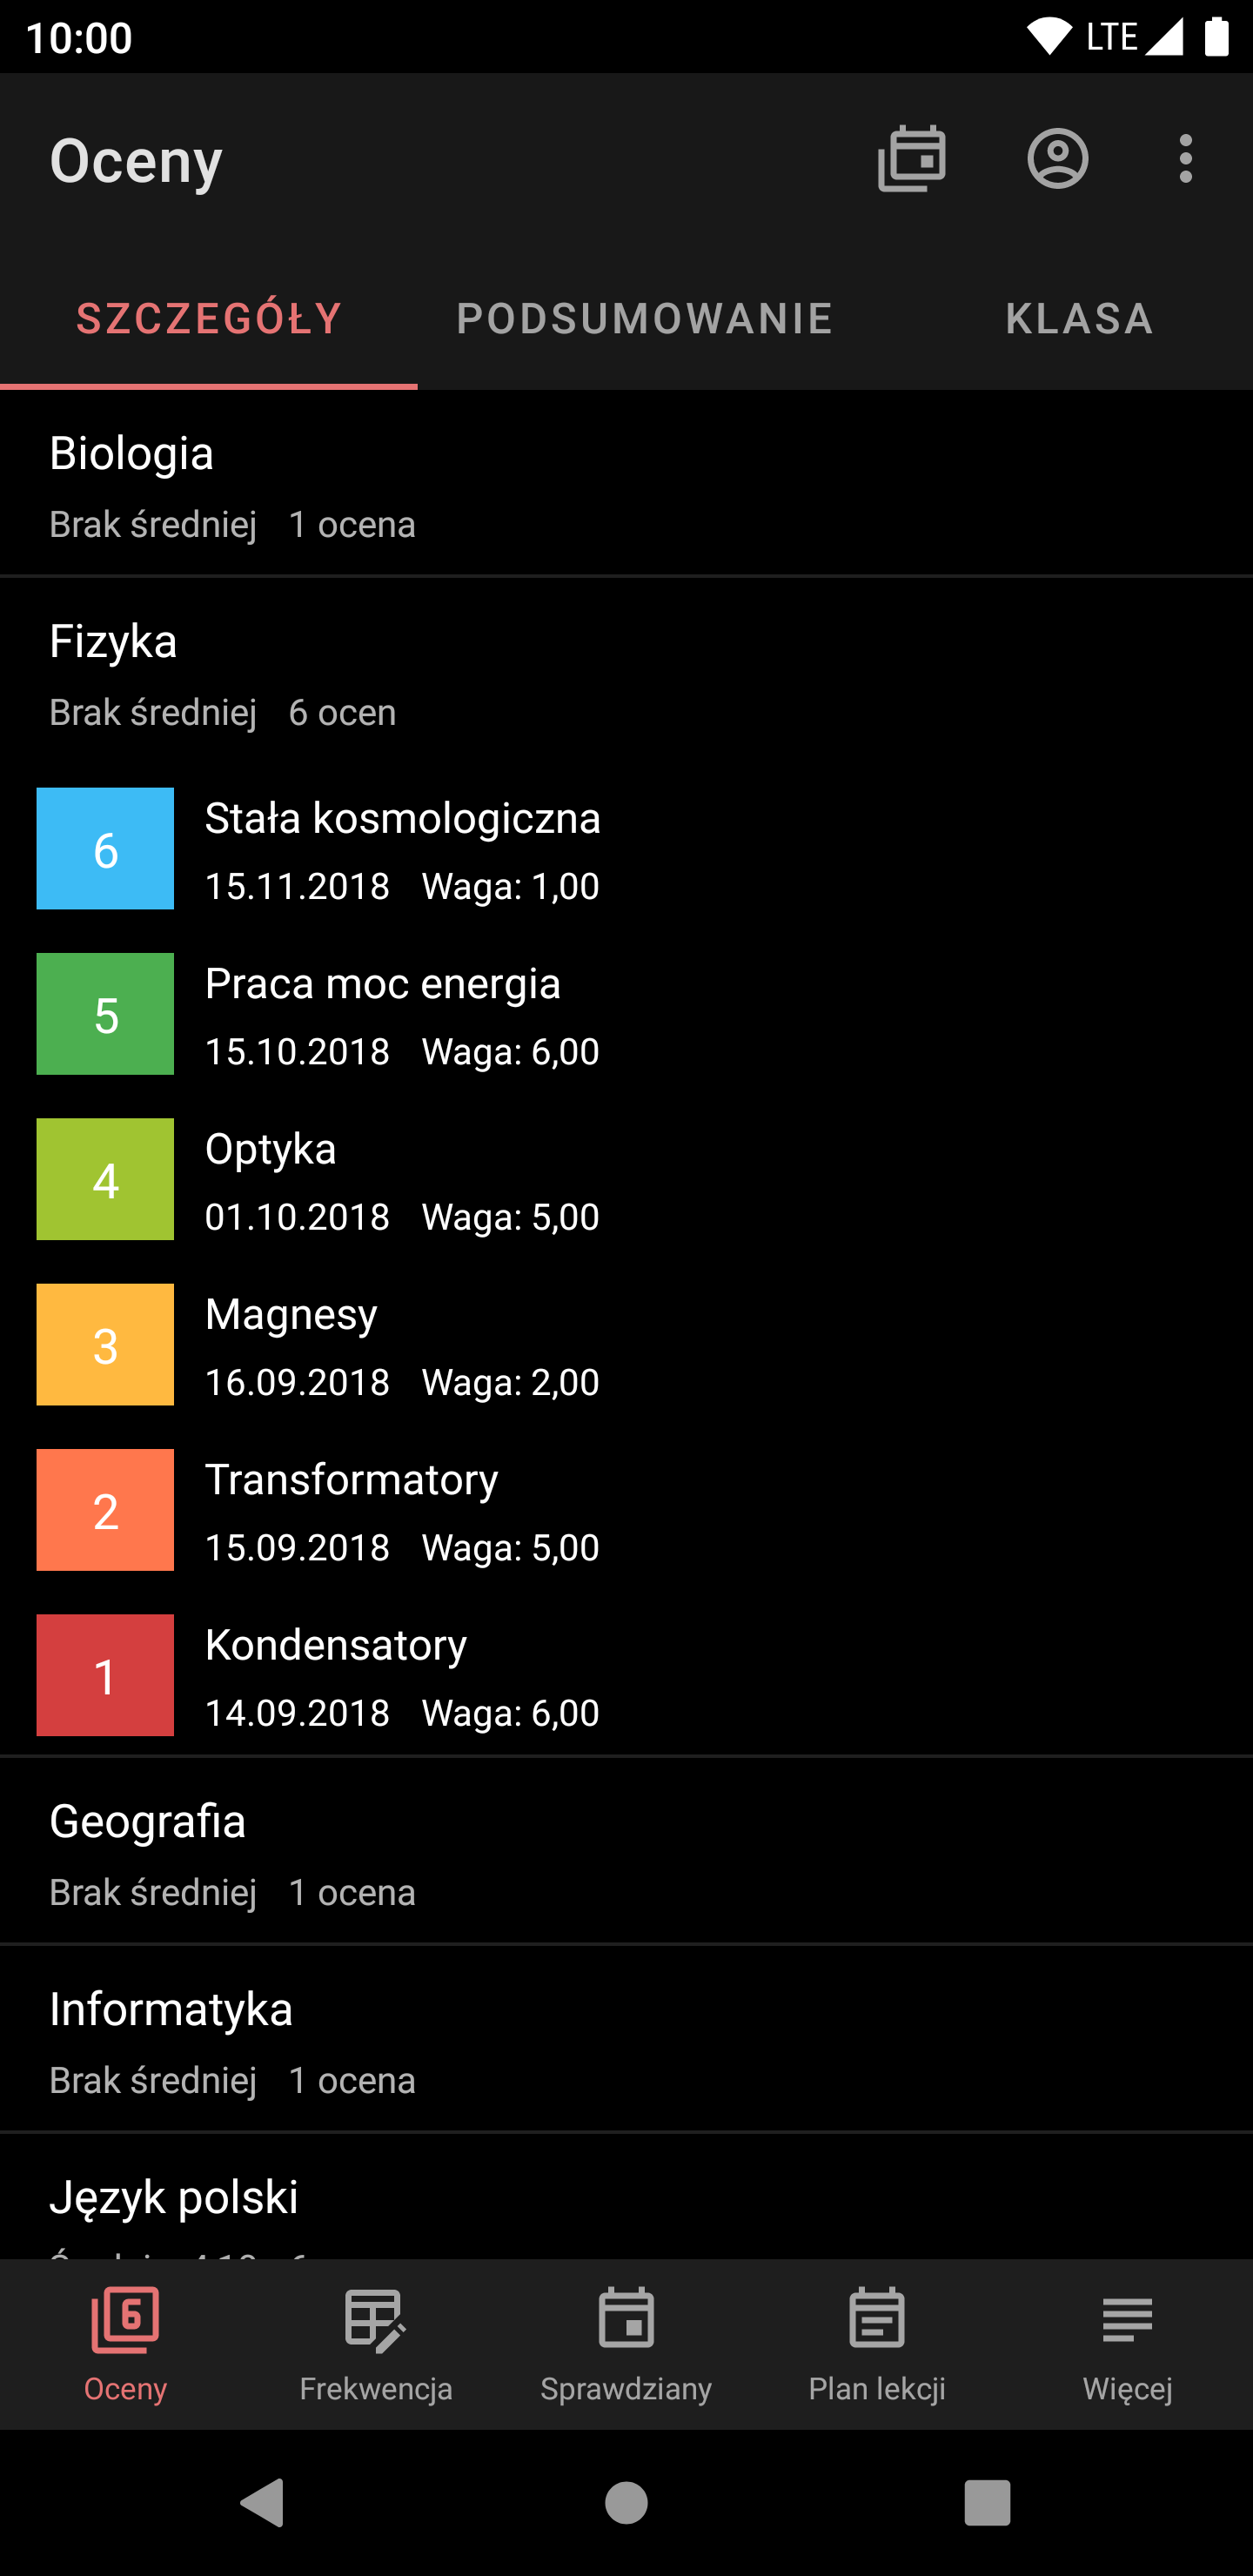 10:00 LTE
Oceny
SZCZEGÓŁY PODSUMOWANIE KLASA
Biologia
Brak średniej 1 ocena
Fizyka
Brak średniej 6 ocen
6 Stała kosmologiczna
15.11.2018 Waga: 1,00
5 Praca moc energia
15.10.2018 Waga: 6,00
4 Optyka
01.10.2018 Waga: 5,00
3 Magnesy
16.09.2018 Waga: 2,00
2 Transformatory
15.09.2018 Waga: 5,00
1 Kondensatory
14.09.2018 Waga: 6,00
Geografia
Brak średniej 1 ocena
Informatyka
Brak średniej 1 ocena
Język polski
6
Oceny Frekwencja Sprawdziany Plan lekcji Więcej